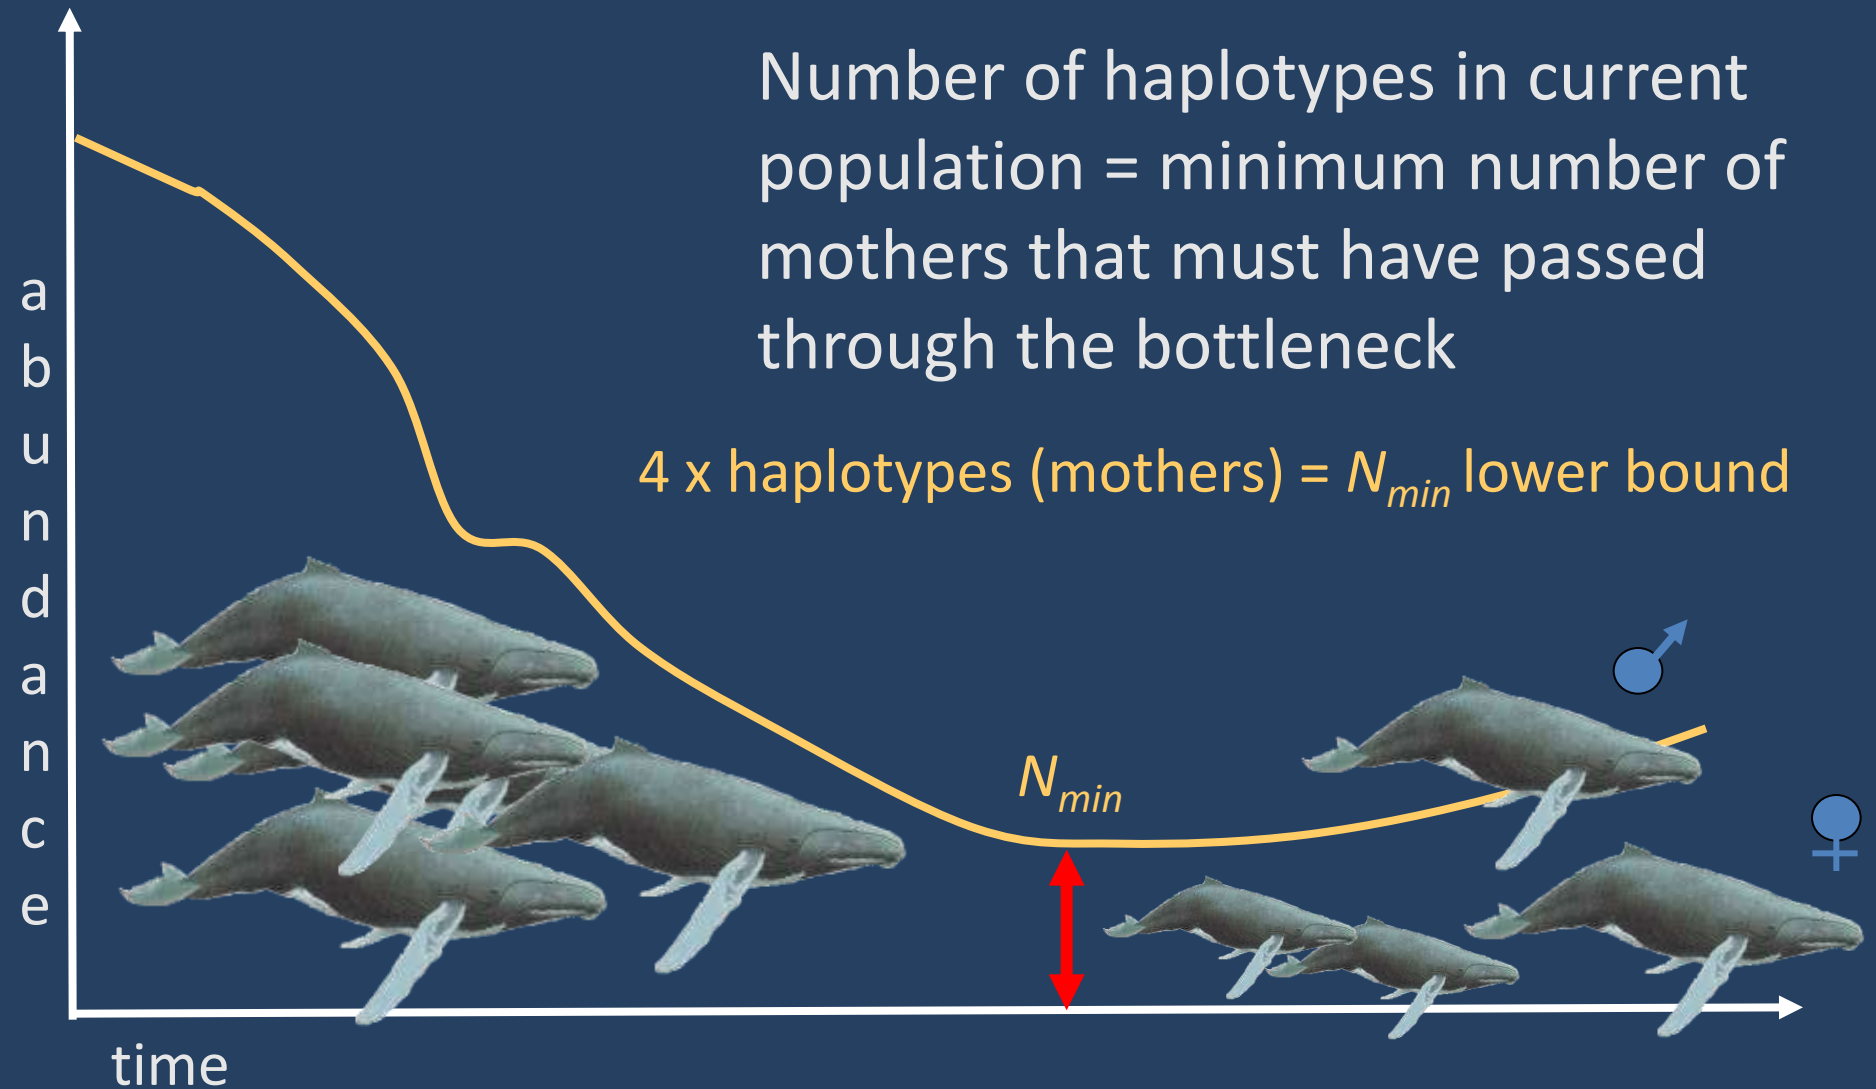 Number of haplotypes in current
population = minimum number of
mothers that must have passed
through the bottleneck
4 x haplotypes (mothers) = Nmin lower bound
abundance
Nmin
time